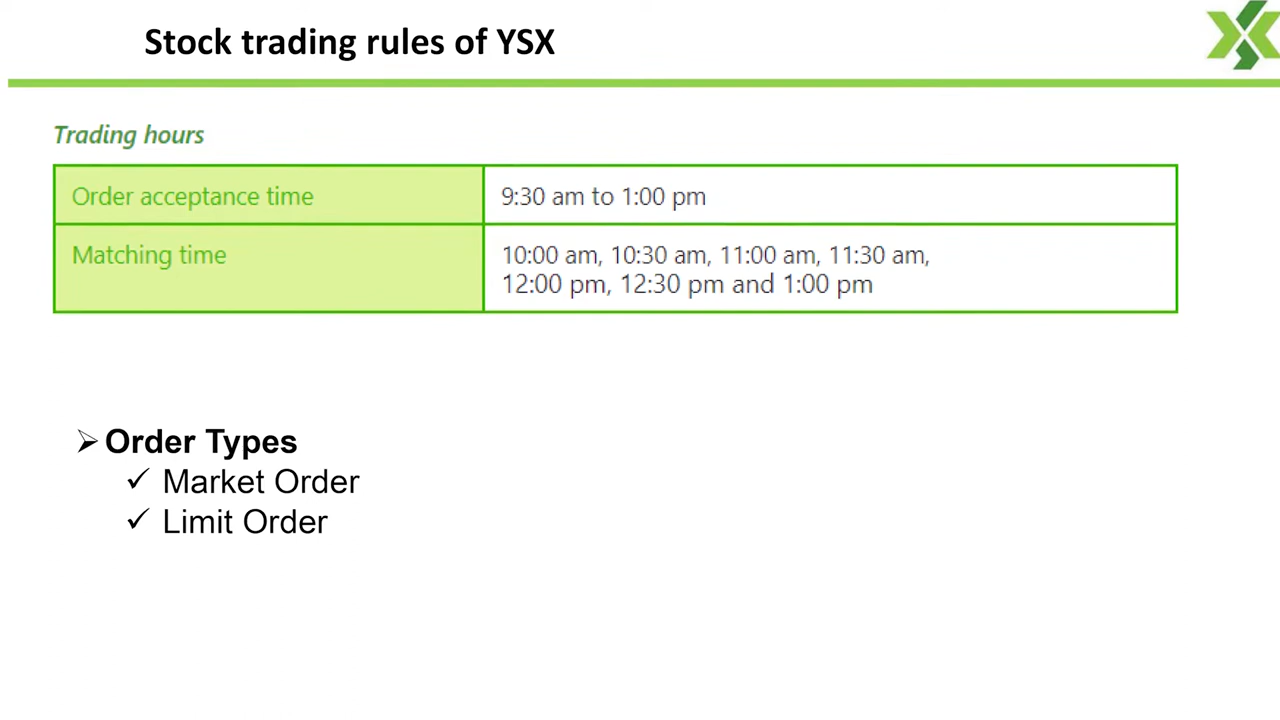 Stock trading rules of YSX
Trading hours
Order acceptance time 9:30 am to 1:00 pm
Matching time 10:00 am, 10:30 am, 11:00 am, 11:30 am,
12:00 pm, 12:30 pm and 1:00 pm
➢ Order Types
✓ Market Order
✓ Limit Order